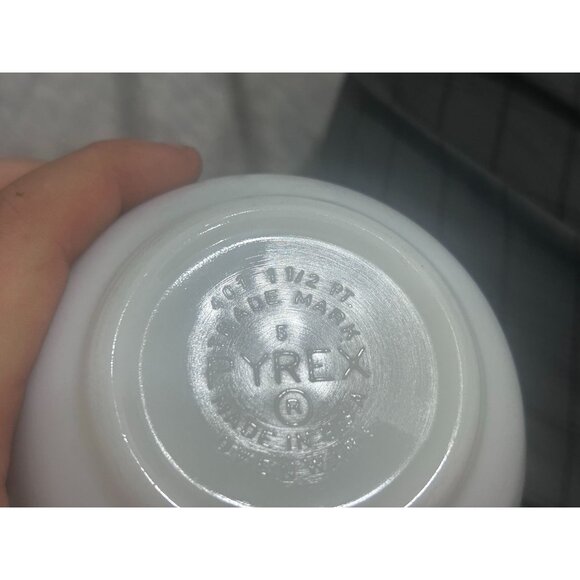 401 1 1/2 PT.
TRADE MARK
5
PYREX
®
MADE IN U.S.A.